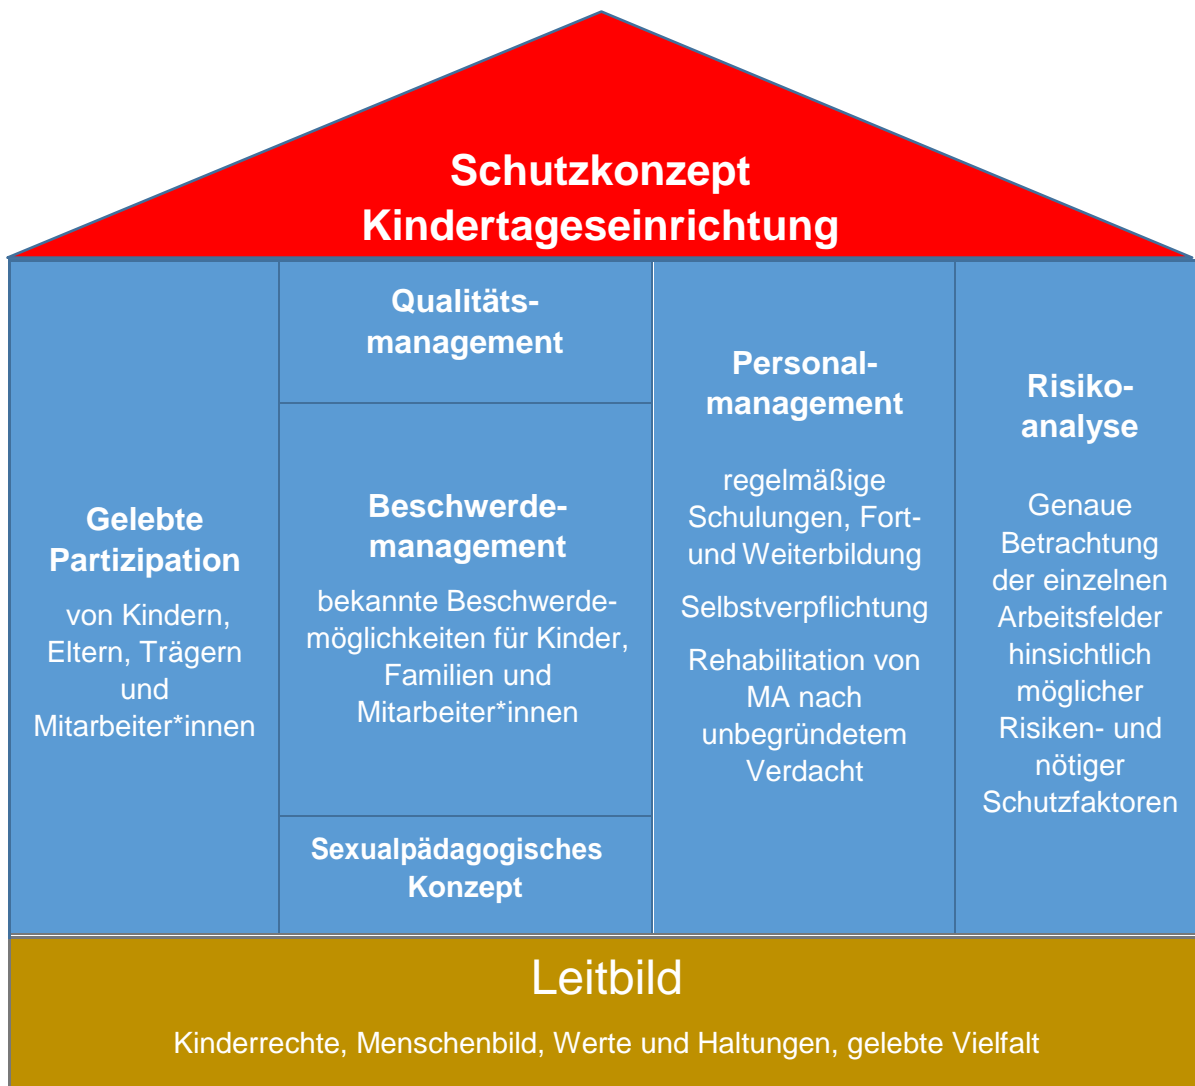 Schutzkonzept
Kindertageseinrichtung
Gelebte
Partizipation
von Kindern,
Eltern, Trägern
und
Mitarbeiter*innen
Qualitäts-
management
Beschwerde-
management
bekannte Beschwerde-
möglichkeiten für Kinder,
Familien und
Mitarbeiter*innen
Sexualpädagogisches
Konzept
Personal-
management
regelmäßige
Schulungen, Fort-
und Weiterbildung
Selbstverpflichtung
Rehabilitation von
MA nach
unbegründetem
Verdacht
Risiko-
analyse
Genaue
Betrachtung
der einzelnen
Arbeitsfelder
hinsichtlich
möglicher
Risiken- und
nötiger
Schutzfaktoren
Leitbild
Kinderrechte, Menschenbild, Werte und Haltungen, gelebte Vielfalt